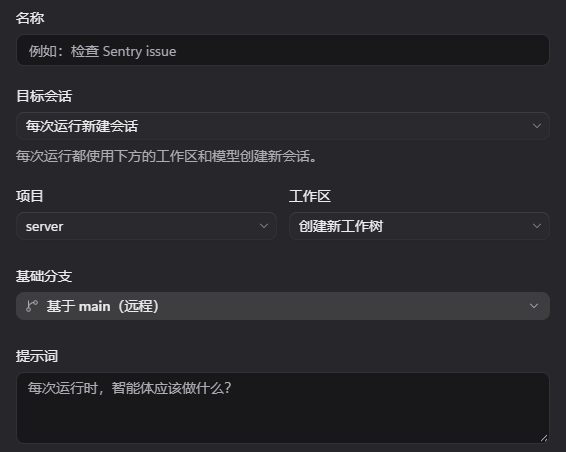 名称
例如：检查 Sentry issue
目标会话
每次运行新建会话
每次运行都使用下方的工作区和模型创建新会话。
项目
工作区
server
创建新工作树
基础分支
基于 main（远程）
提示词
每次运行时，智能体应该做什么？